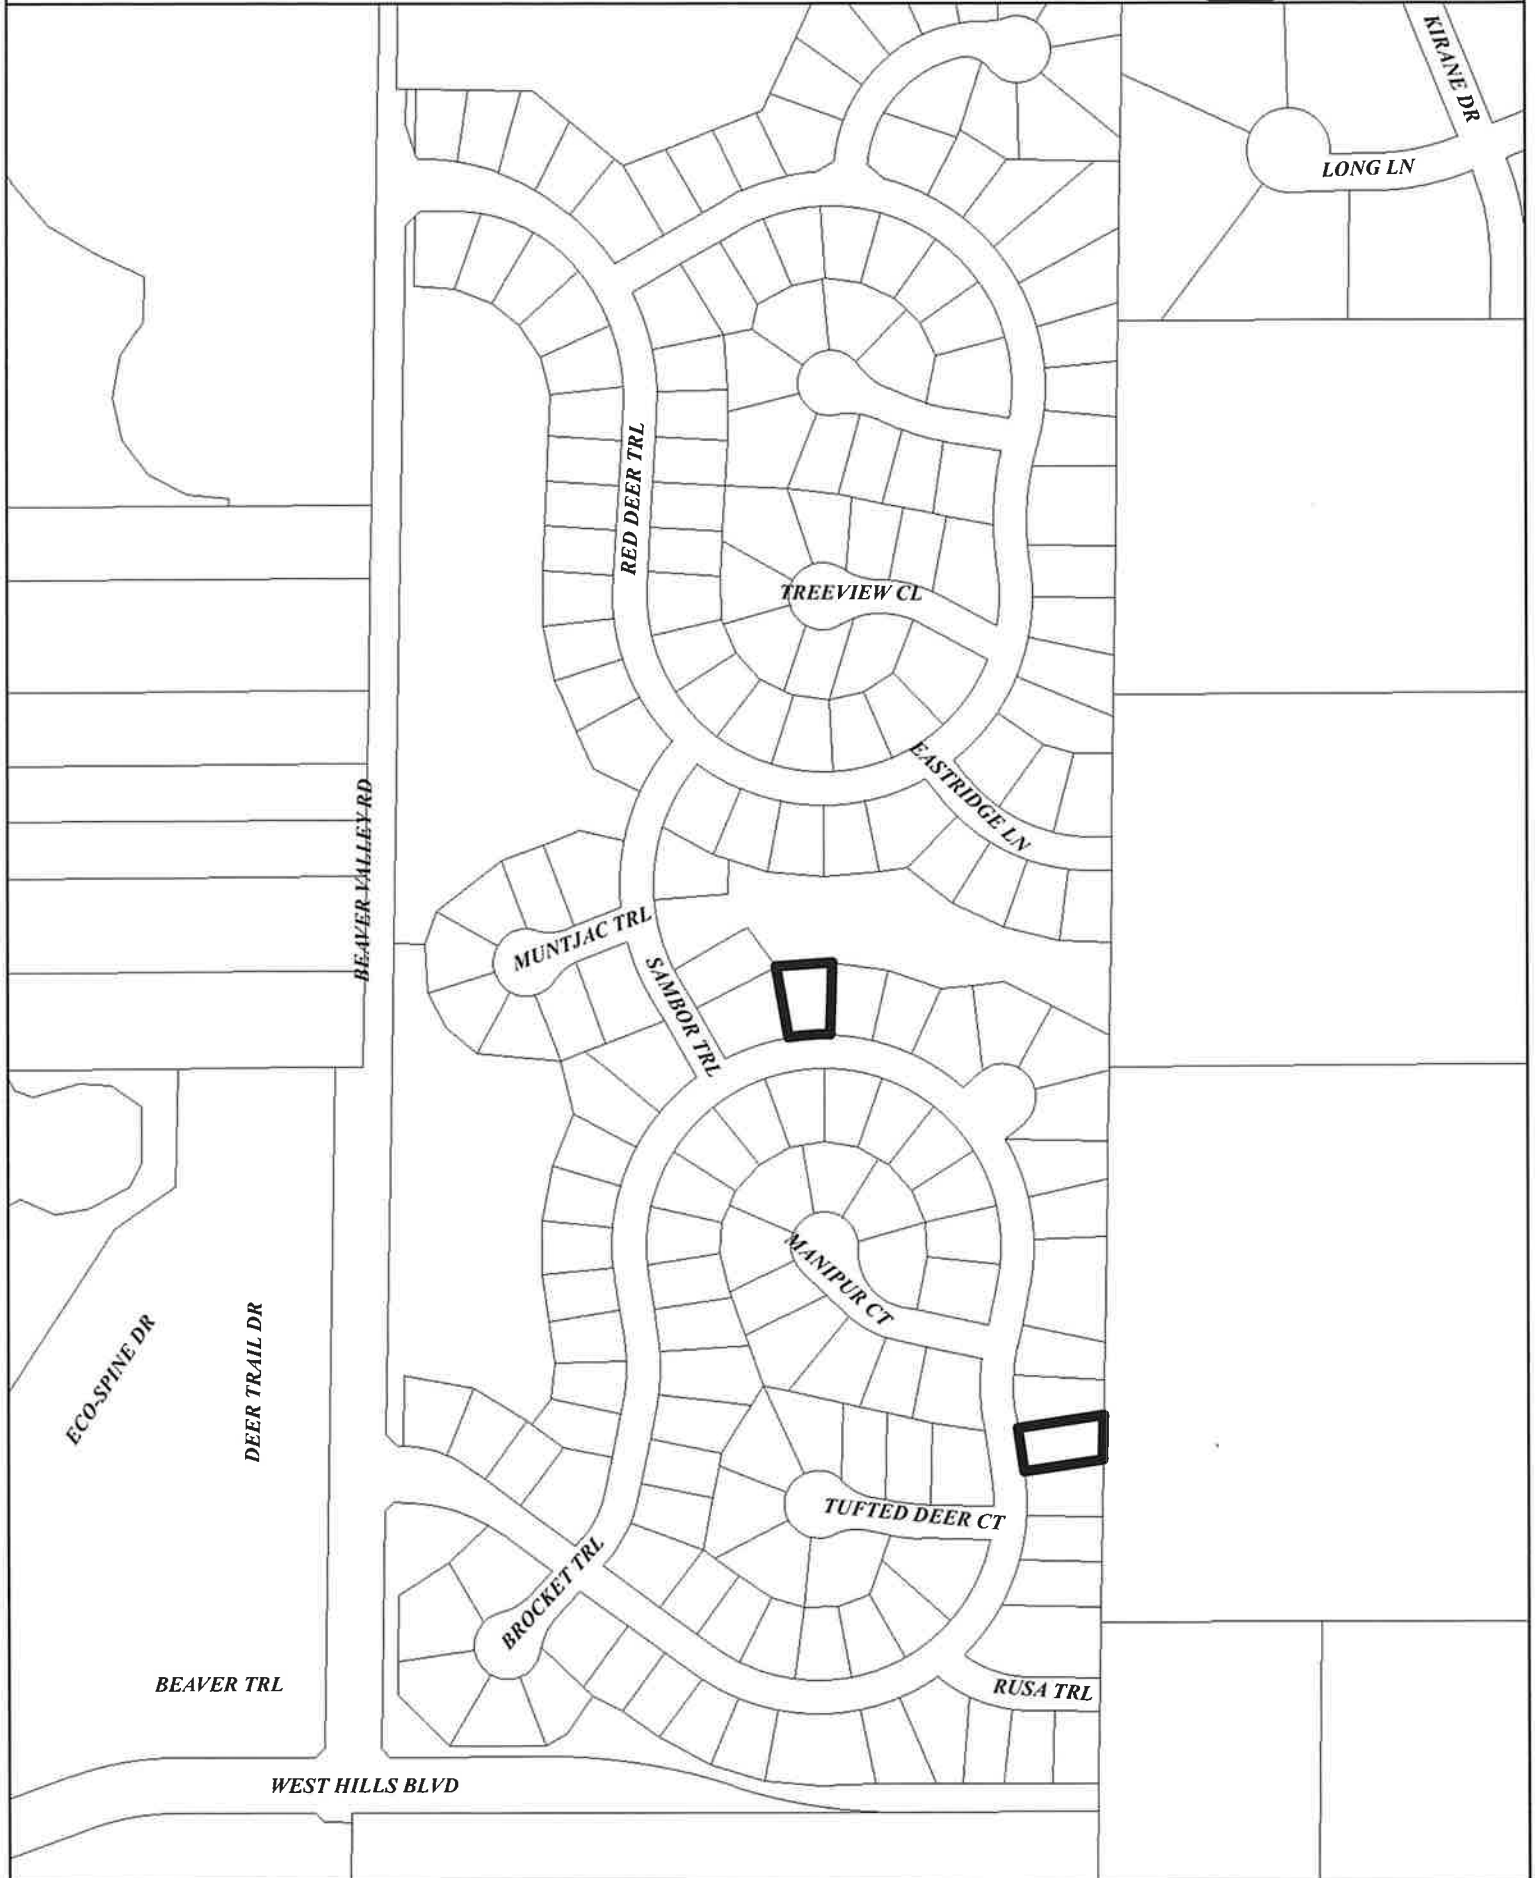 KIRANE DR
LONG LN
RED DEER TRL
TREEVIEW CL
EASTRIDGE LN
BEAVER VALLEY RD
MUNTJAC TRL
SAMBOR TRL
MANIPUR CT
ECO-SPINE DR
DEER TRAIL DR
TUFTED DEER CT
BROCKET TRL
BEAVER TRL
RUSA TRL
WEST HILLS BLVD